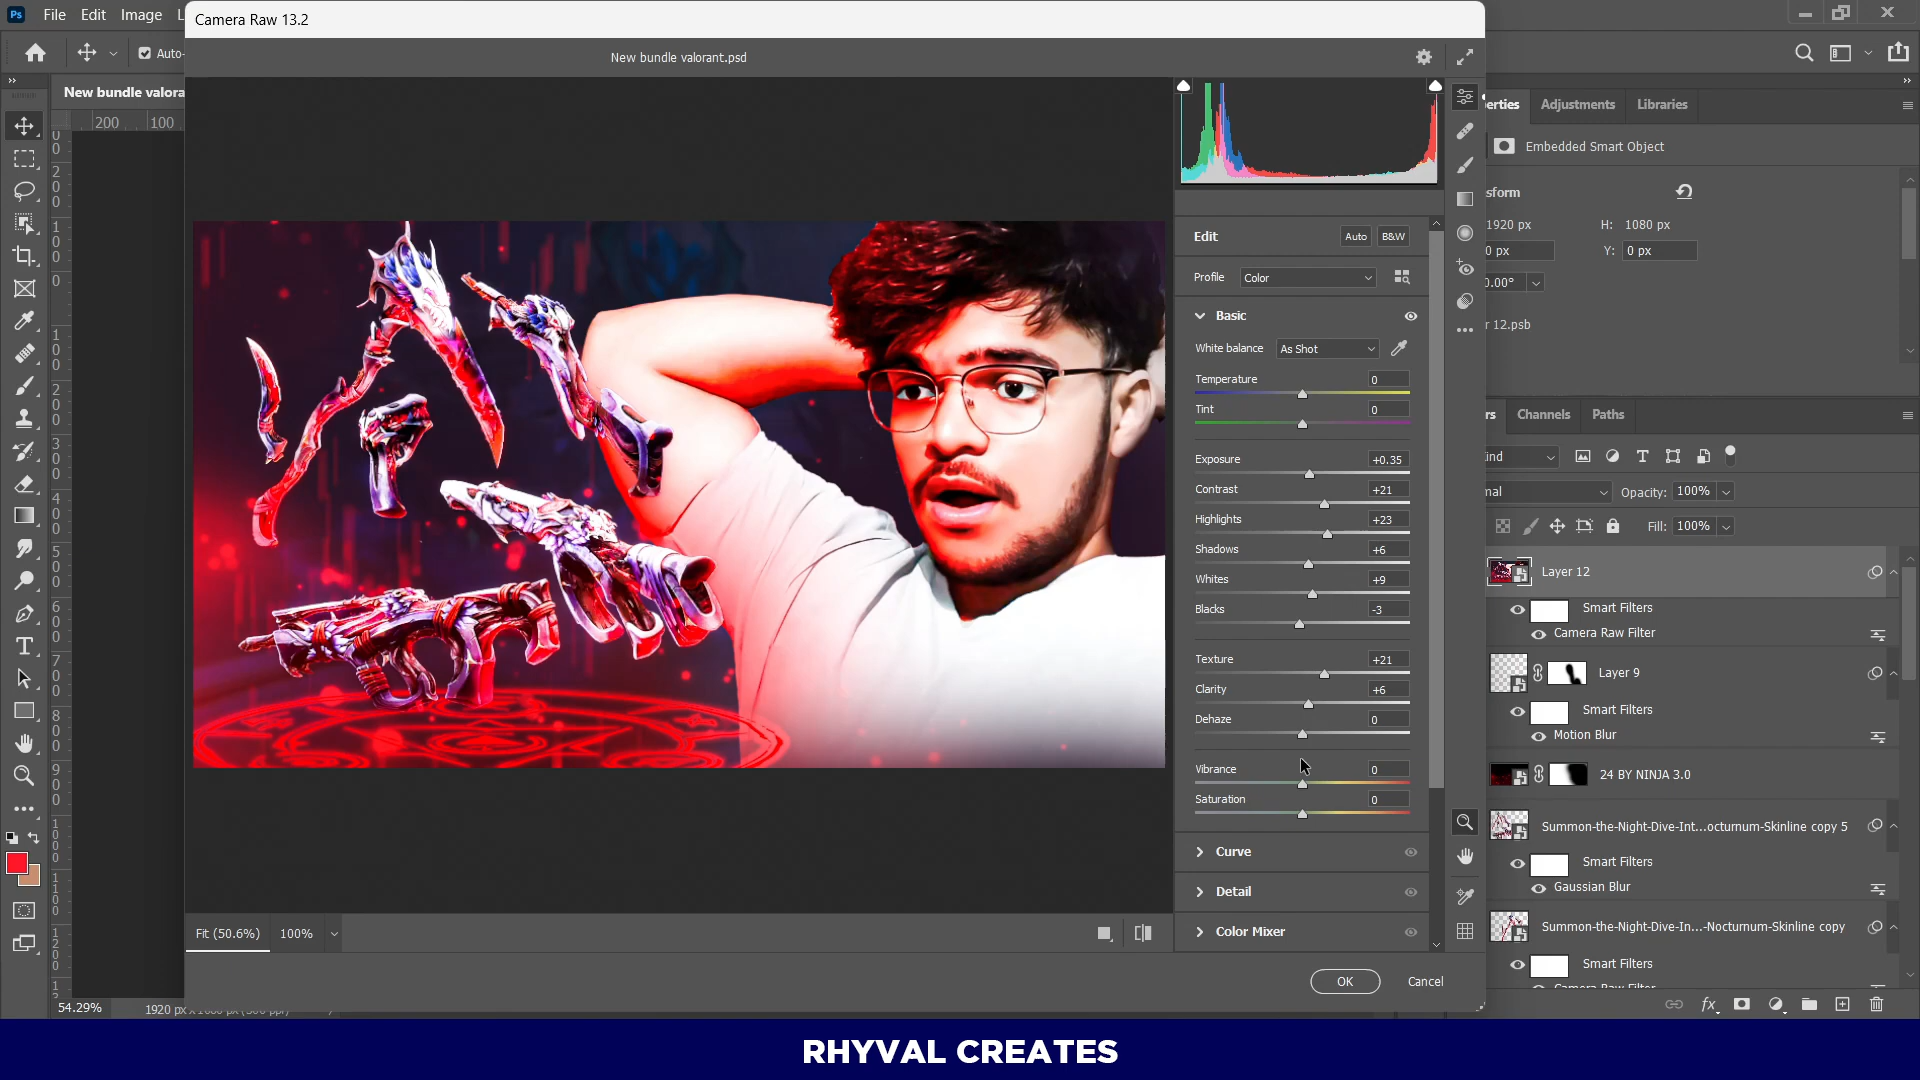 Ps File Edit Image
Camera Raw 13.2
New bundle valorant.psd
Auto-
New bundle valora
200 100
Edit Auto B&W
Profile Color
Basic
White balance As Shot
Temperature 0
Tint 0
Exposure +0.35
Contrast +21
Highlights +23
Shadows +6
Whites +9
Blacks -3
Texture +21
Clarity +6
Dehaze 0
Vibrance 0
Saturation 0
Curve
Detail
Color Mixer
Fit (50.6%) 100%
OK Cancel
54.29%
erties Adjustments Libraries
Embedded Smart Object
sform
1920 px H: 1080 px
0 px Y: 0 px
0.00°
r 12.psb
rs Channels Paths
ind
mal Opacity: 100%
Fill: 100%
Layer 12
Smart Filters
Camera Raw Filter
Layer 9
Smart Filters
Motion Blur
24 BY NINJA 3.0
Summon-the-Night-Dive-Int...octurnum-Skinline copy 5
Smart Filters
Gaussian Blur
Summon-the-Night-Dive-In...-Nocturnum-Skinline copy
Smart Filters
RHYVAL CREATES